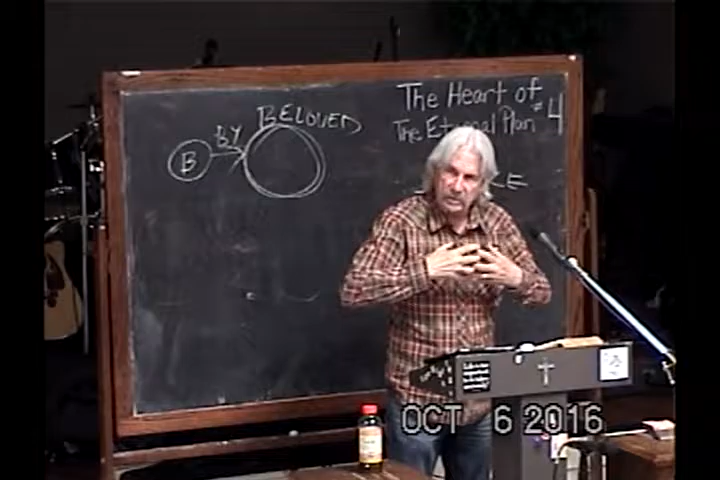 The Heart of
The Eternal Plan #4
BELOVED
BY
B
OCT 6 2016